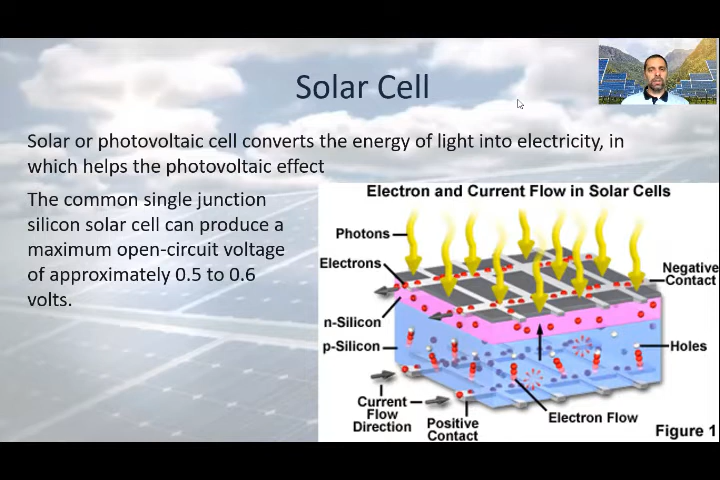 Solar Cell
Solar or photovoltaic cell converts the energy of light into electricity, in
which helps the photovoltaic effect
The common single junction
silicon solar cell can produce a
maximum open-circuit voltage
of approximately 0.5 to 0.6
volts.
Electron and Current Flow in Solar Cells
Photons
Electrons
Negative
Contact
n-Silicon
p-Silicon
Holes
Current
Flow
Direction
Positive
Contact
Electron Flow
Figure 1